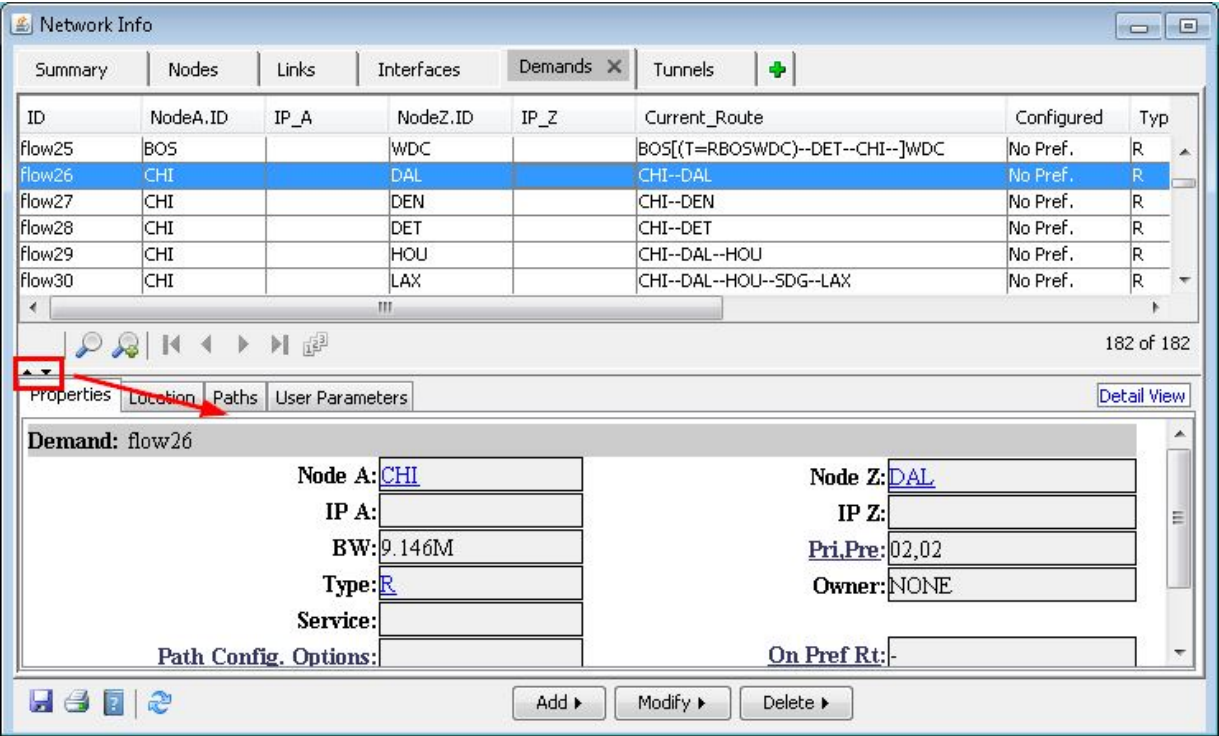 Network Info
Summary Nodes Links Interfaces Demands Tunnels
ID NodeA.ID IP_A NodeZ.ID IP_Z Current_Route Configured Typ
flow25 BOS WDC BOS[(T=RBOSWDC)--DET--CHI--]WDC No Pref. R
flow26 CHI DAL CHI--DAL No Pref. R
flow27 CHI DEN CHI--DEN No Pref. R
flow28 CHI DET CHI--DET No Pref. R
flow29 CHI HOU CHI--DAL--HOU No Pref. R
flow30 CHI LAX CHI--DAL--HOU--SDG--LAX No Pref. R
182 of 182
Properties Location Paths User Parameters Detail View
Demand: flow26
Node A: CHI Node Z: DAL
IP A: IP Z:
BW: 9.146M Pri,Pre: 02,02
Type: R Owner: NONE
Service:
Path Config. Options: On Pref Rt: -
Add Modify Delete